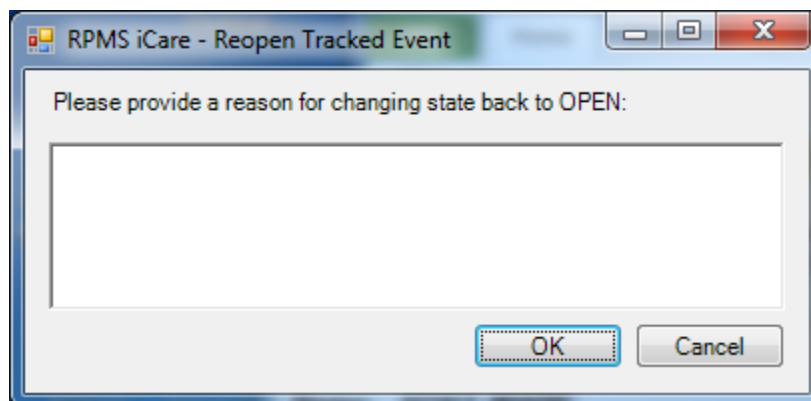 RPMS iCare - Reopen Tracked Event
Please provide a reason for changing state back to OPEN:
OK
Cancel